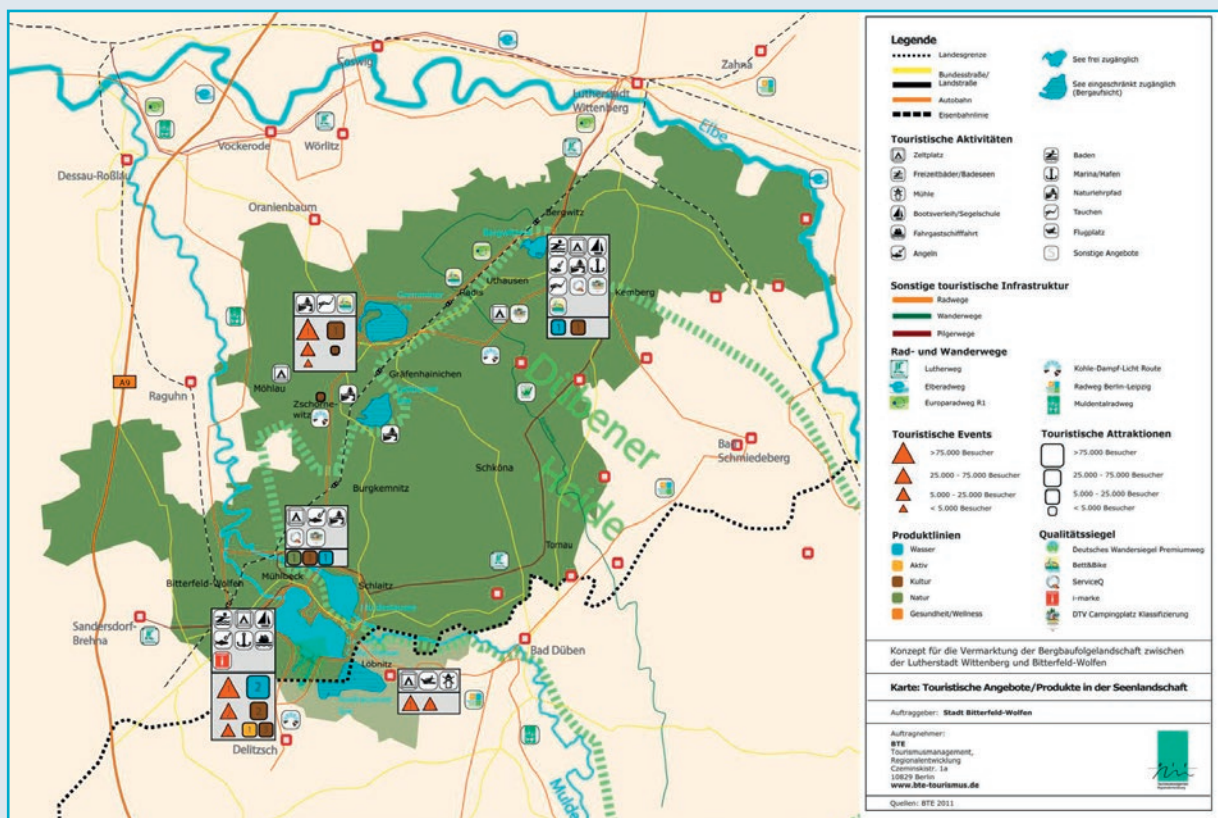 Coswig
Zahna
Lutherstadt
Wittenberg
Elbe
Vockerode
Wörlitz
Dessau-Roßlau
Oranienbaum
Bergwitz
Uthausen
Radis
Kemberg
A9
Gräfenhainichen
Möhlau
Raguhn
Zschorne-
witz
Dübener
Heide
Bad
Schmiedeberg
Schköna
Burgkemnitz
Tornau
Mühlbeck
Bitterfeld-Wolfen
Schlaitz
Sandersdorf-
Brehna
Bad Düben
Löbnitz
2
2
1
Delitzsch
Mulde
Legende
Landesgrenze
Bundesstraße/
Landstraße
Autobahn
Eisenbahnlinie
See frei zugänglich
See eingeschränkt zugänglich
(Bergaufsicht)
Touristische Aktivitäten
Zeltplatz
Freizeitbäder/Badeseen
Mühle
Bootsverleih/Segelschule
Fahrgastschifffahrt
Angeln
Baden
Marina/Hafen
Naturlehrpfad
Tauchen
Flugplatz
S Sonstige Angebote
Sonstige touristische Infrastruktur
Radwege
Wanderwege
Pilgerwege
Rad- und Wanderwege
Lutherweg
Elberadweg
Europaradweg R1
Kohle-Dampf-Licht Route
Radweg Berlin-Leipzig
Muldentalradweg
Touristische Events
>75.000 Besucher
25.000 - 75.000 Besucher
5.000 - 25.000 Besucher
< 5.000 Besucher
Touristische Attraktionen
>75.000 Besucher
25.000 - 75.000 Besucher
5.000 - 25.000 Besucher
< 5.000 Besucher
Produktlinien
Wasser
Aktiv
Kultur
Natur
Gesundheit/Wellness
Qualitätssiegel
Deutsches Wandersiegel Premiumweg
Bett&Bike
ServiceQ
i-marke
DTV Campingplatz Klassifizierung
Konzept für die Vermarktung der Bergbaufolgelandschaft zwischen
der Lutherstadt Wittenberg und Bitterfeld-Wolfen
Karte: Touristische Angebote/Produkte in der Seenlandschaft
Auftraggeber: Stadt Bitterfeld-Wolfen
Auftragnehmer:
BTE
Tourismusmanagement,
Regionalentwicklung
Czeminskistr. 1a
10829 Berlin
www.bte-tourismus.de
Quellen: BTE 2011